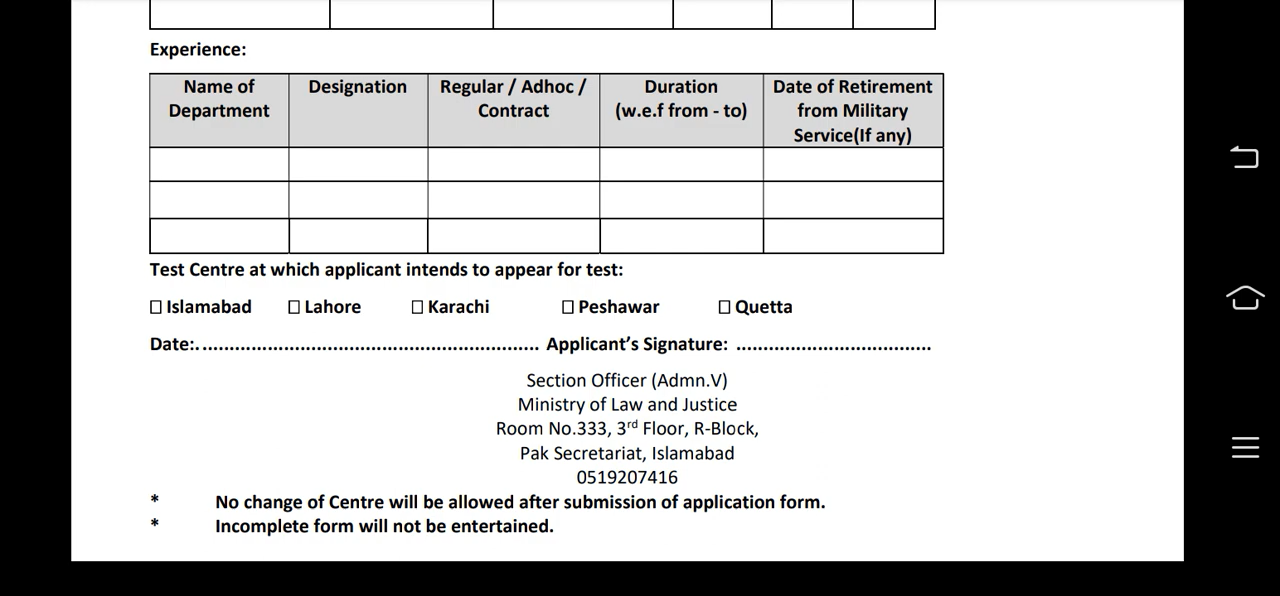 Experience:
Name of Department Designation Regular / Adhoc / Contract Duration (w.e.f from - to) Date of Retirement from Military Service(If any)
Test Centre at which applicant intends to appear for test:
☐ Islamabad ☐ Lahore ☐ Karachi ☐ Peshawar ☐ Quetta
Date:................................................................ Applicant’s Signature: ....................................
Section Officer (Admn.V)
Ministry of Law and Justice
Room No.333, 3rd Floor, R-Block,
Pak Secretariat, Islamabad
0519207416
* No change of Centre will be allowed after submission of application form.
* Incomplete form will not be entertained.